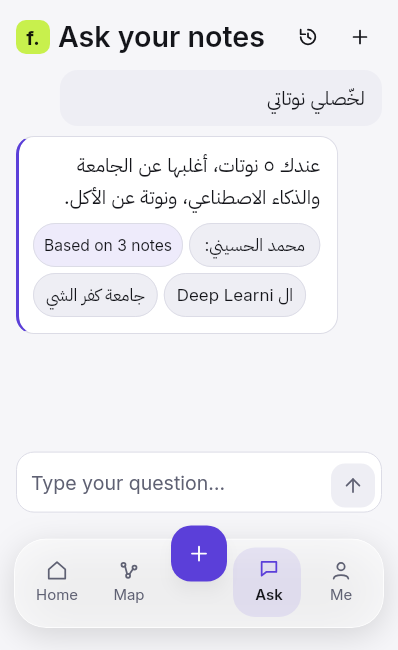 f. Ask your notes
لخّصلي نوتاتي
عندك ٥ نوتات، أغلبها عن الجامعة
والذكاء الاصطناعي، ونوتة عن الأكل.
محمد الحسيني:
Based on 3 notes
ال Deep Learni
جامعة كفر الشي
Type your question...
Home
Map
Ask
Me